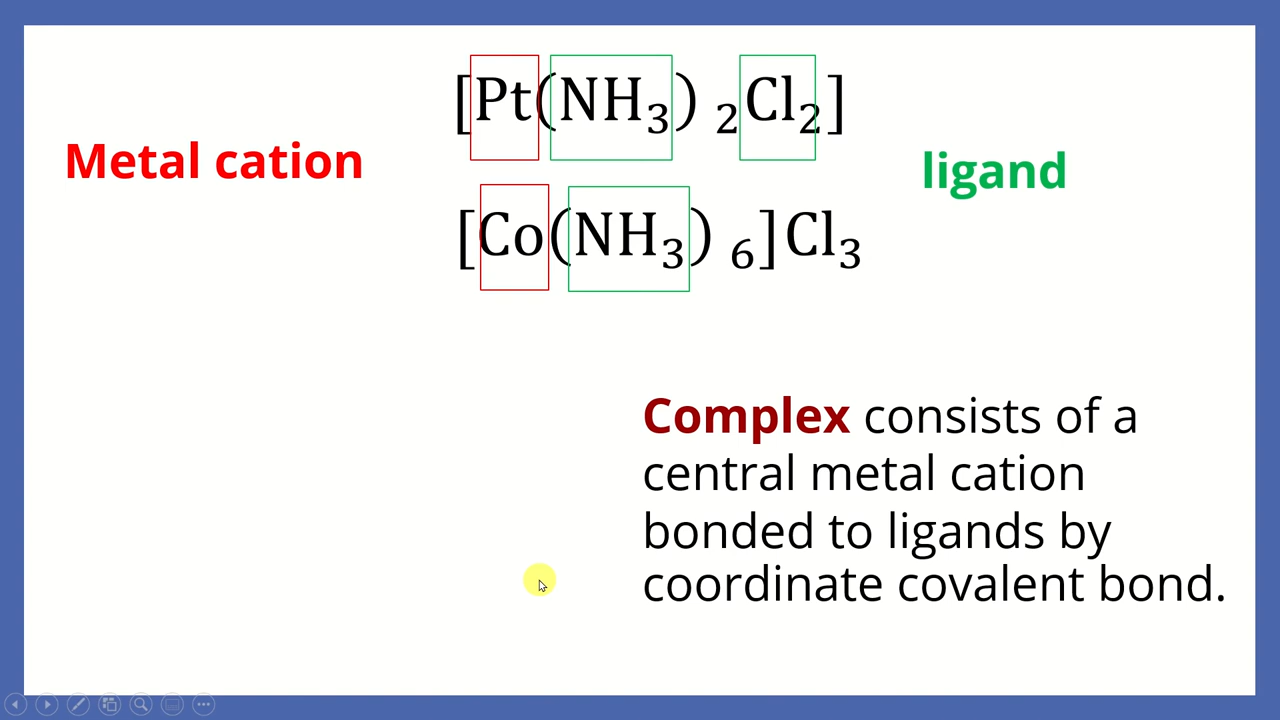 [Pt(NH₃) ₂Cl₂]
Metal cation
ligand
[Co(NH₃) ₆]Cl₃
Complex consists of a
central metal cation
bonded to ligands by
coordinate covalent bond.